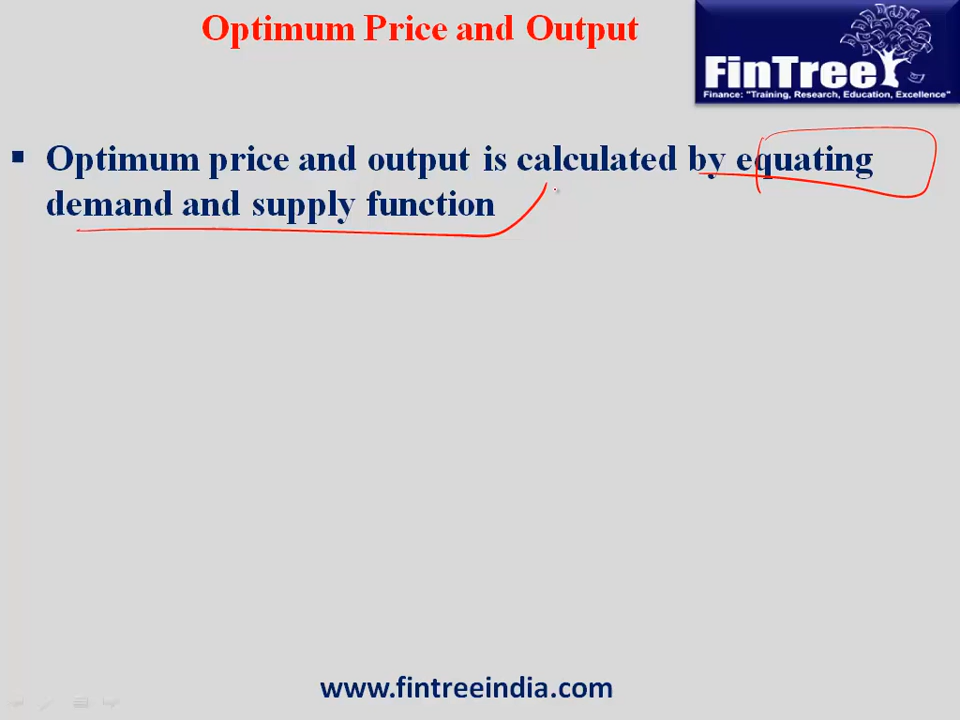 Optimum Price and Output
FinTree
Finance: "Training, Research, Education, Excellence"
▪ Optimum price and output is calculated by equating
demand and supply function
www.fintreeindia.com